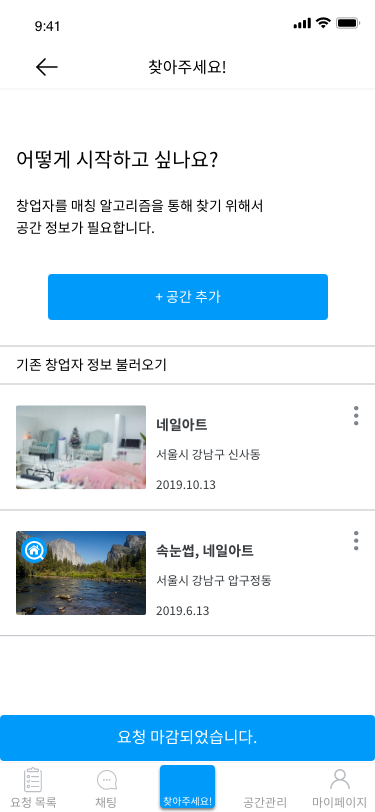 9:41
찾아주세요!
어떻게 시작하고 싶나요?
창업자를 매칭 알고리즘을 통해 찾기 위해서
공간 정보가 필요합니다.
+ 공간 추가
기존 창업자 정보 불러오기
네일아트
서울시 강남구 신사동
2019.10.13
속눈썹, 네일아트
서울시 강남구 압구정동
2019.6.13
요청 마감되었습니다.
요청 목록
채팅
찾아주세요!
공간관리
마이페이지